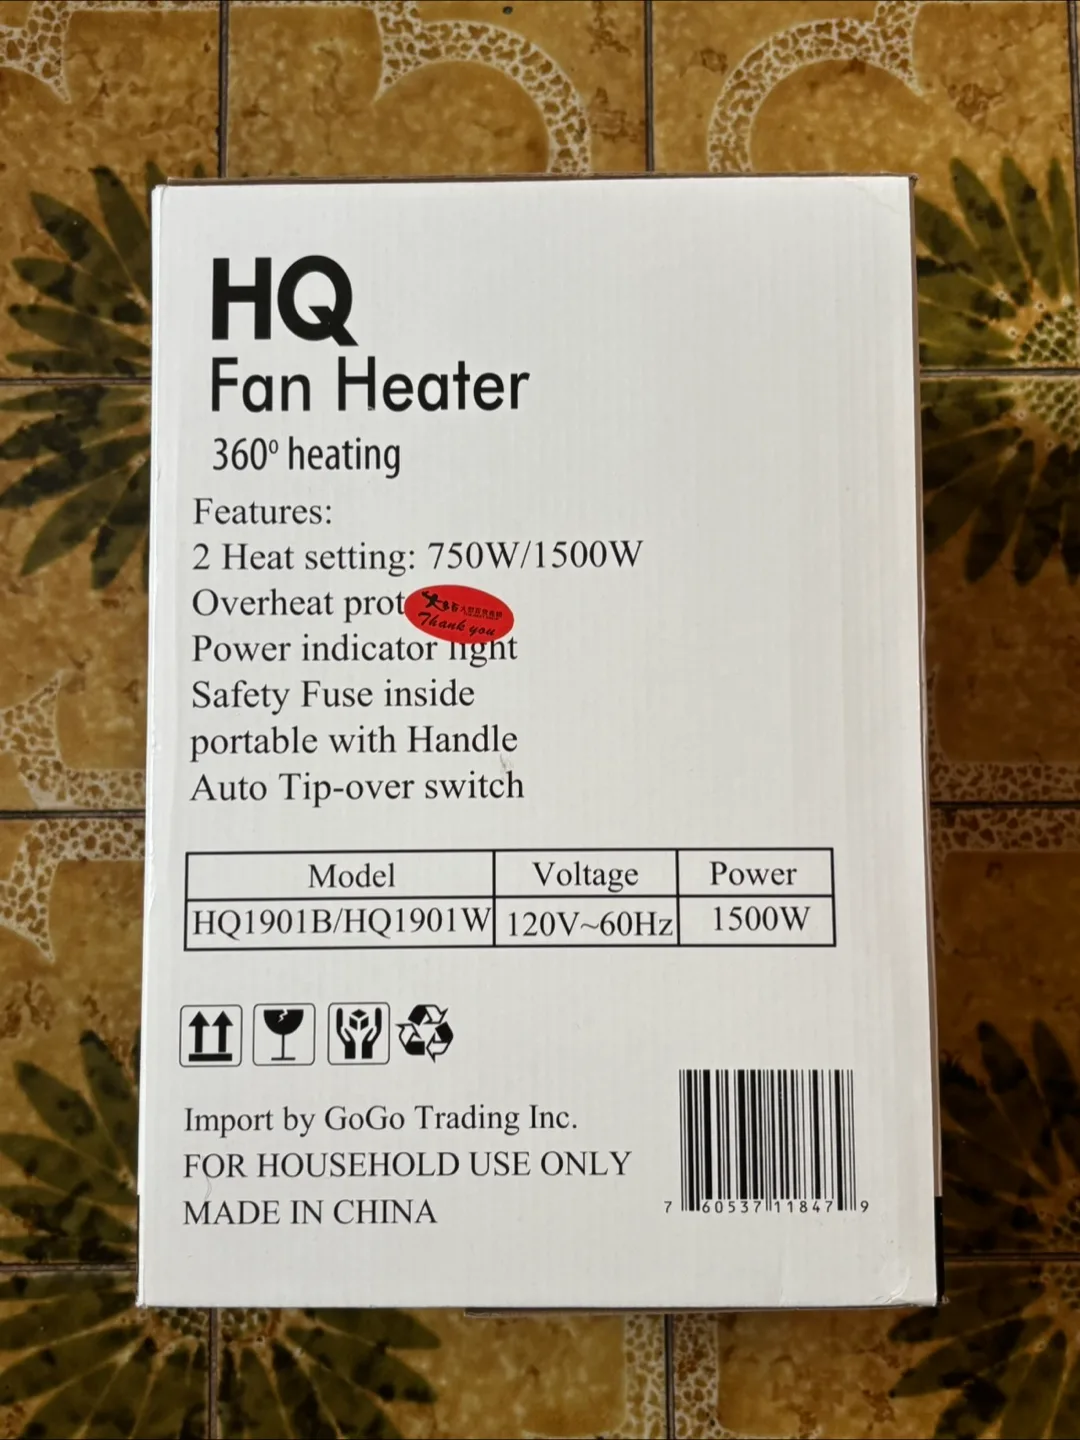 HQ
Fan Heater
360⁰ heating
Features:
2 Heat setting: 750W/1500W
Overheat prot
Thank you
Power indicator light
Safety Fuse inside
portable with Handle
Auto Tip-over switch
Model Voltage Power
HQ1901B/HQ1901W 120V~60Hz 1500W
Import by GoGo Trading Inc.
FOR HOUSEHOLD USE ONLY
MADE IN CHINA
7 60537 11847 9